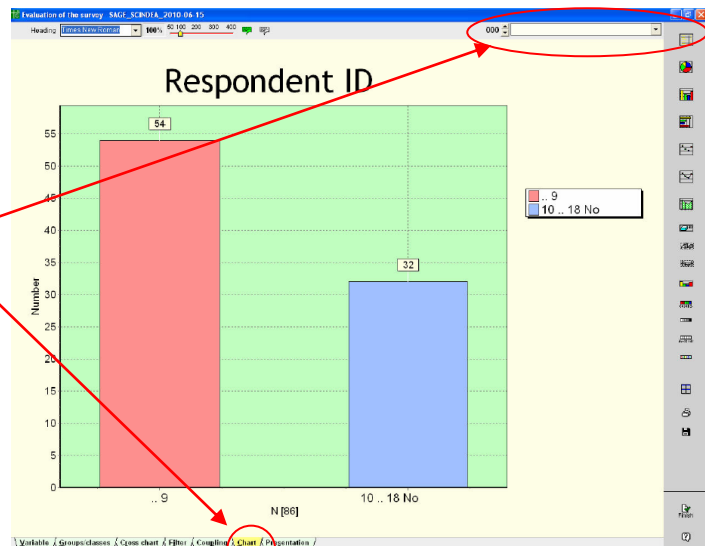 Evaluation of the survey SAGE_SCINDEA_2010-06-15
Heading Times New Roman 100% 50 100 200 300 400 000
Respondent ID
54
32
55
50
45
40
35
30
25
20
15
10
5
0
Number
.. 9
10 .. 18 No
N [86]
.. 9
10 .. 18 No
Finish
Variable Groups/classes Cross chart Filter Coupling Chart Presentation